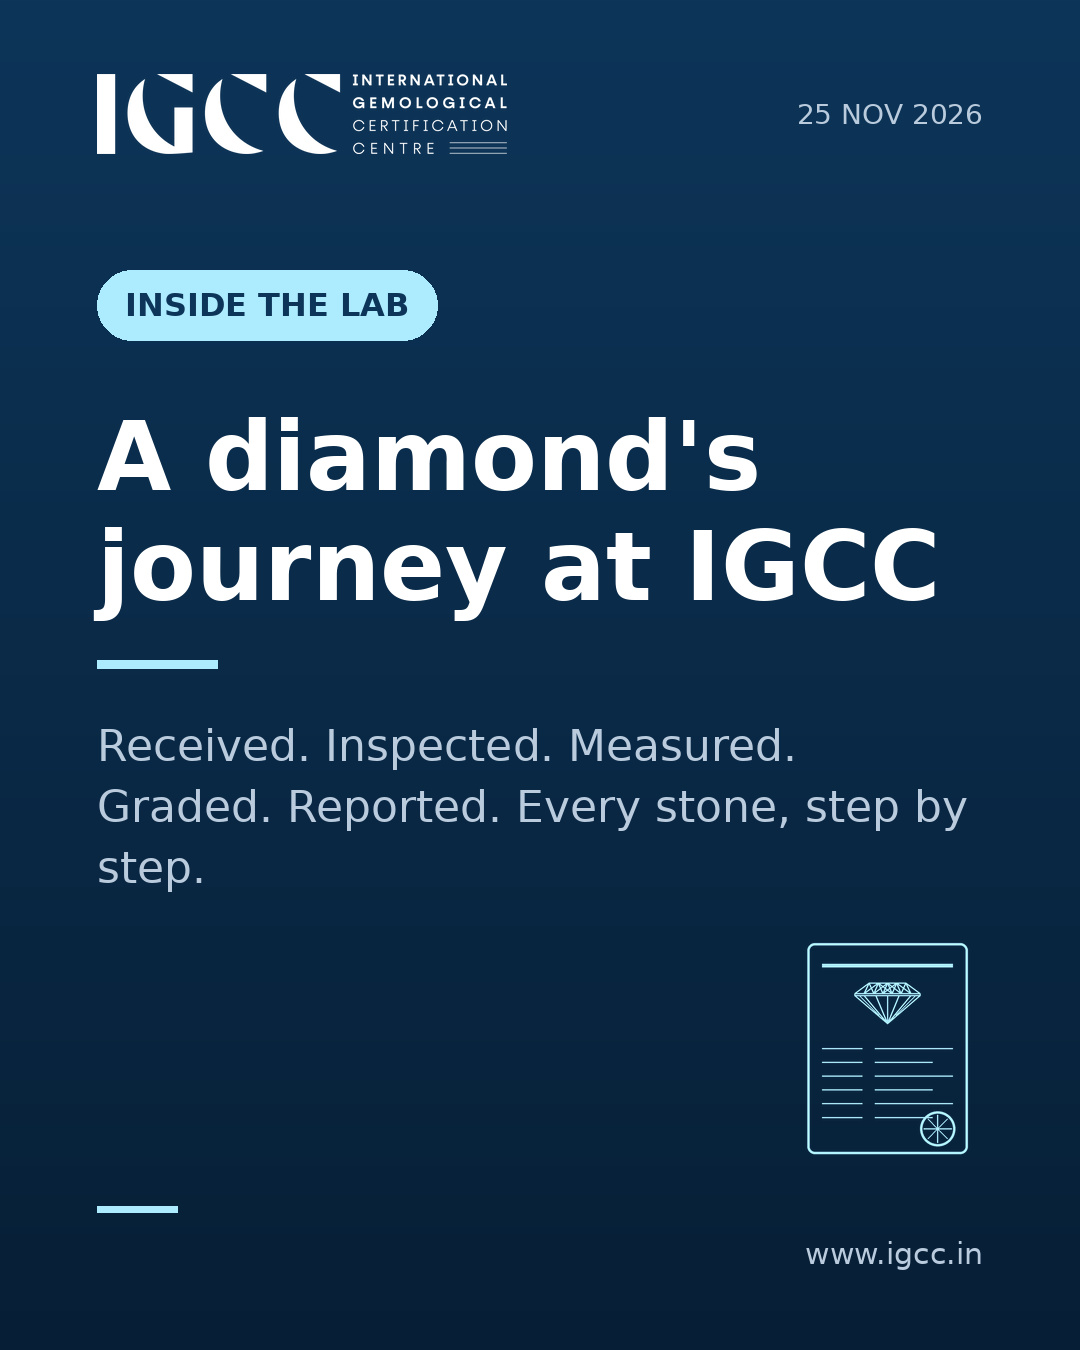 IGCC
INTERNATIONAL
GEMOLOGICAL
CERTIFICATION
CENTRE
25 NOV 2026
INSIDE THE LAB
A diamond's
journey at IGCC
Received. Inspected. Measured.
Graded. Reported. Every stone, step by
step.
www.igcc.in